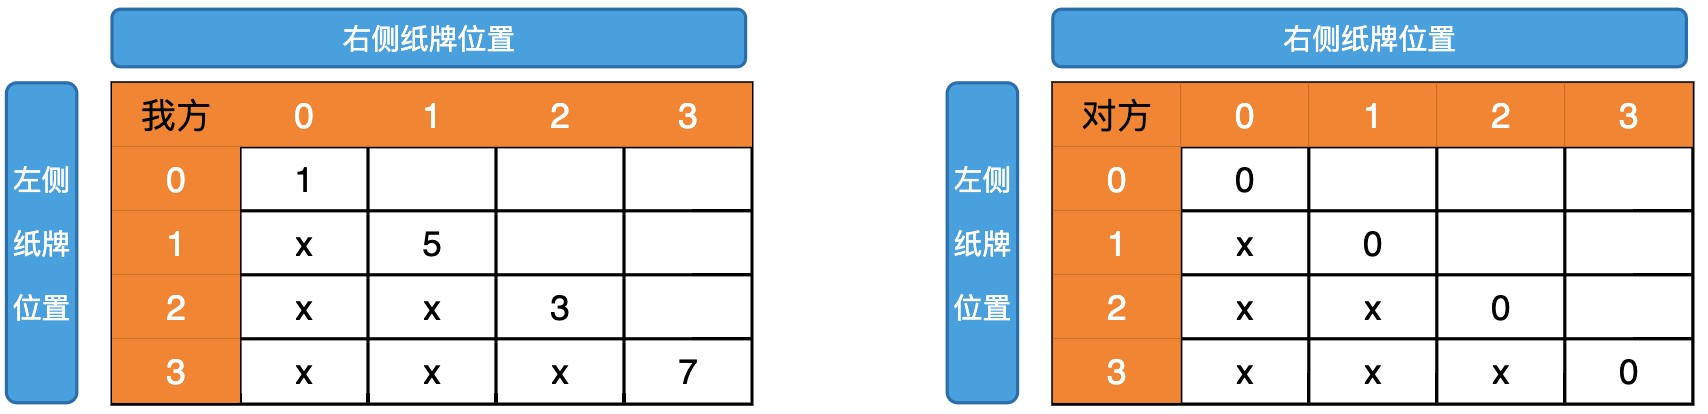 右侧纸牌位置
左侧
纸牌
位置
我方 0 1 2 3
0 1
1 x 5
2 x x 3
3 x x x 7
右侧纸牌位置
左侧
纸牌
位置
对方 0 1 2 3
0 0
1 x 0
2 x x 0
3 x x x 0